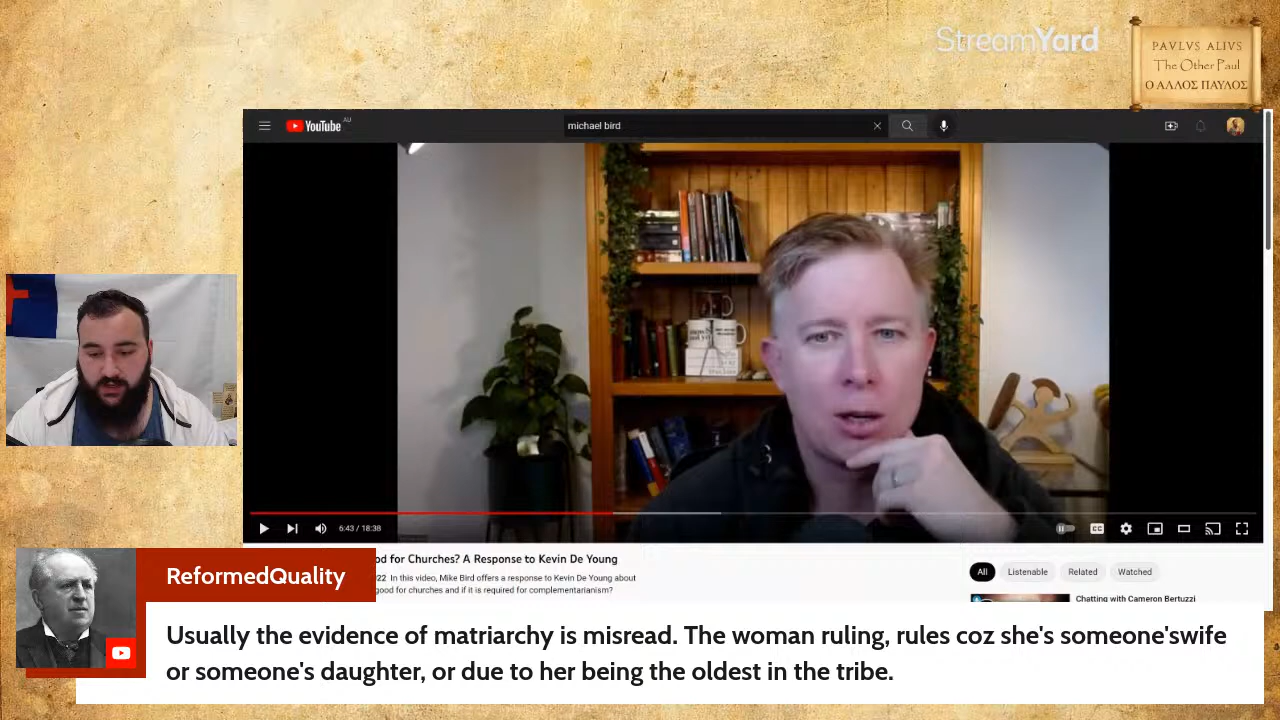 StreamYard
PAVLVS ALIVS
The Other Paul
Ο ΑΛΛΟΣ ΠΑΥΛΟΣ
YouTube AU
michael bird
6:43 / 18:38
od for Churches? A Response to Kevin De Young
22 In this video, Mike Bird offers a response to Kevin De Young about
good for churches and if it is required for complementarianism?
All Listenable Related Watched
Chatting with Cameron Bertuzzi
ReformedQuality
Usually the evidence of matriarchy is misread. The woman ruling, rules coz she's someone'swife
or someone's daughter, or due to her being the oldest in the tribe.